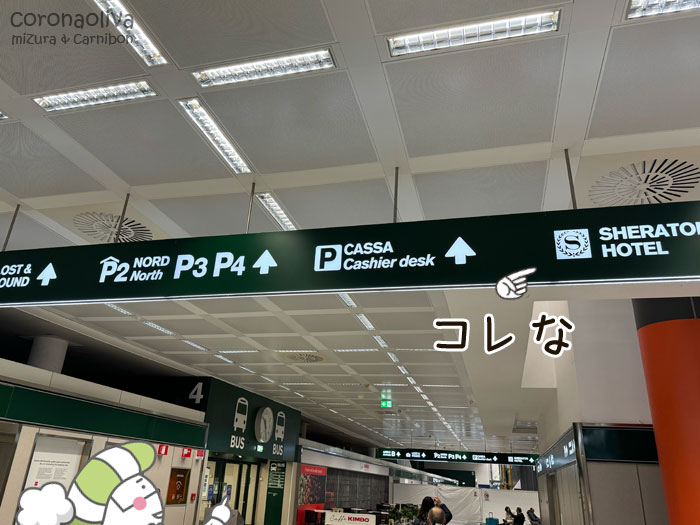 coronaoliva
mizura & Carnibon
LOST &
FOUND
P2 NORD
North
P3 P4
P CASSA
Cashier desk
S SHERATON
HOTEL
コレな
4
BUS
BUS
Caffè KIMBO